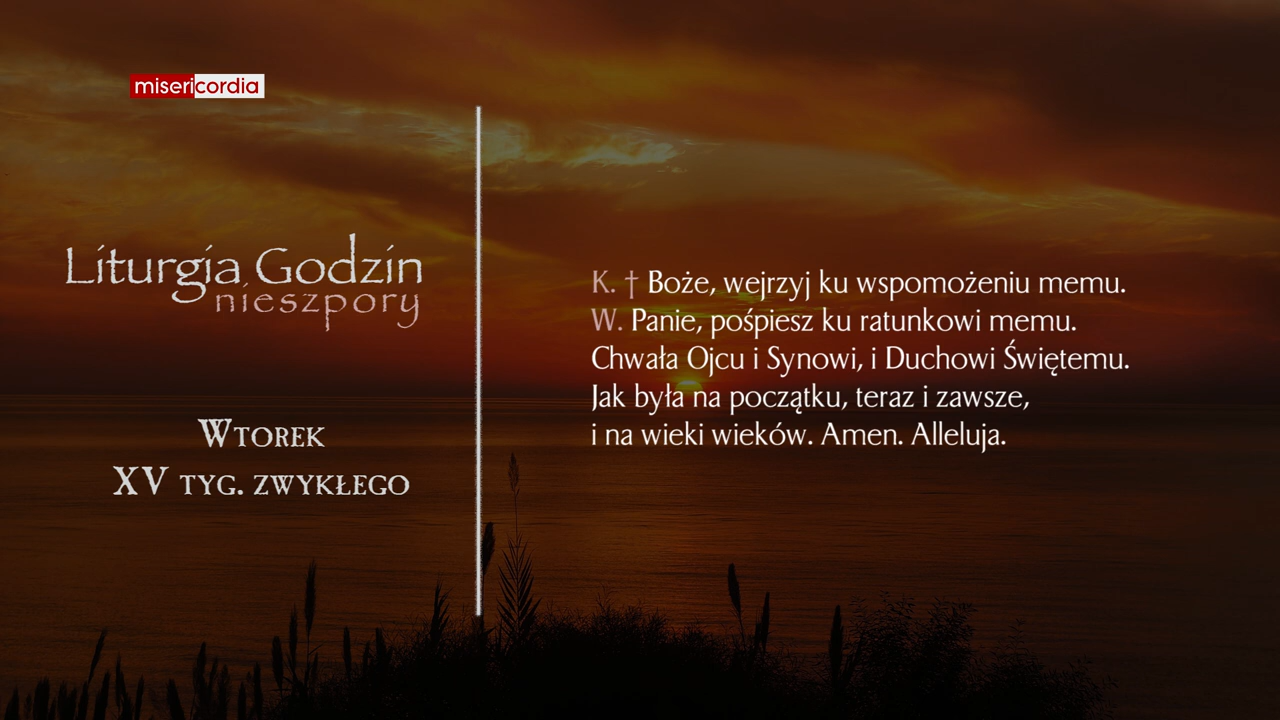 misericordia
Liturgia Godzin
nieszpory
Wtorek
XV tyg. zwykłego
K. † Boże, wejrzyj ku wspomożeniu memu.
W. Panie, pośpiesz ku ratunkowi memu.
Chwała Ojcu i Synowi, i Duchowi Świętemu.
Jak była na początku, teraz i zawsze,
i na wieki wieków. Amen. Alleluja.